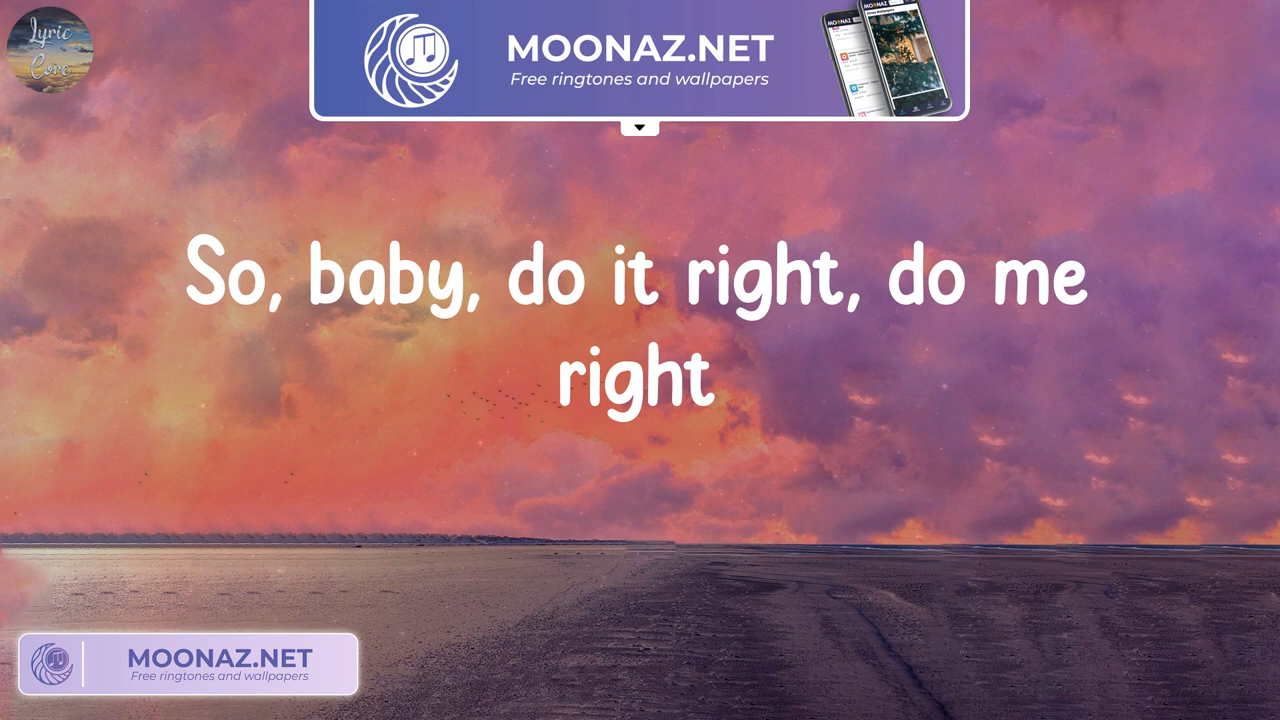 Lyric
Core
MOONAZ.NET
Free ringtones and wallpapers
So, baby, do it right, do me
right
MOONAZ.NET
Free ringtones and wallpapers